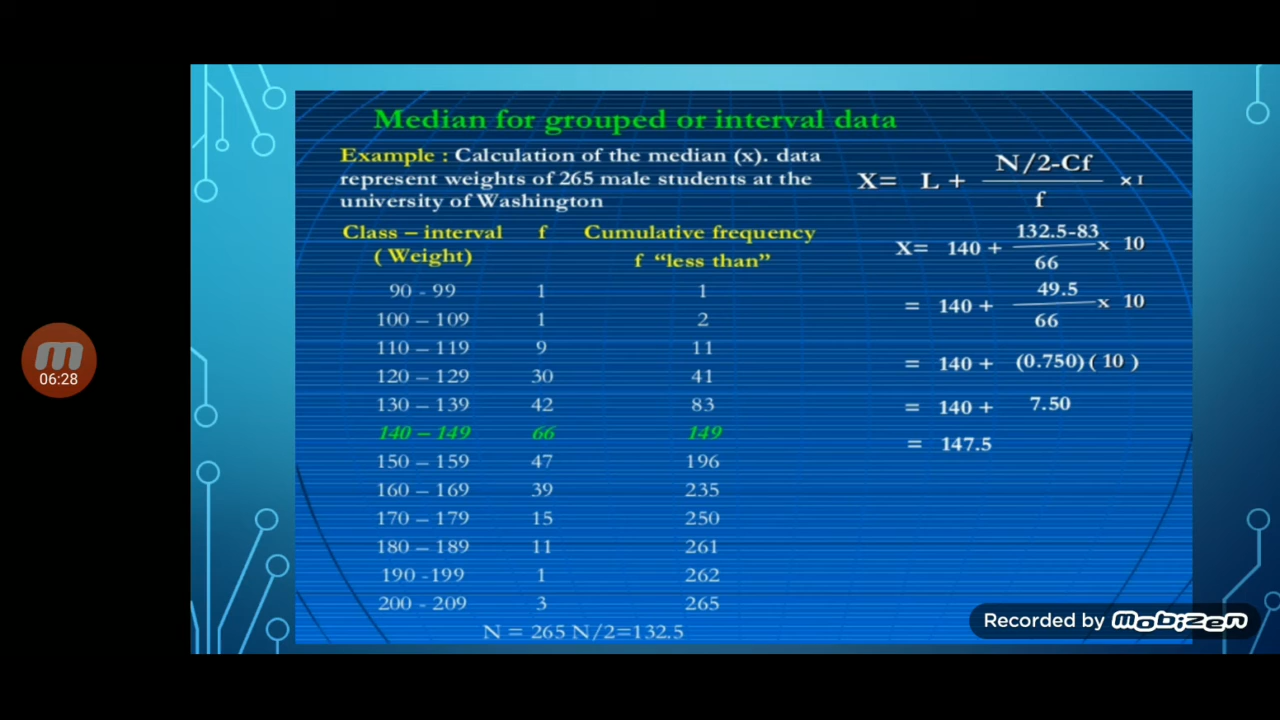 Median for grouped or interval data
Example : Calculation of the median (x). data
represent weights of 265 male students at the
university of Washington
Class – interval f Cumulative frequency
( Weight) f “less than”
90 - 99 1 1
100 – 109 1 2
110 – 119 9 11
120 – 129 30 41
130 – 139 42 83
140 – 149 66 149
150 – 159 47 196
160 – 169 39 235
170 – 179 15 250
180 – 189 11 261
190 -199 1 262
200 - 209 3 265
N = 265 N/2=132.5
N/2-Cf
X= L + x I
f
132.5-83
X= 140 + x 10
66
49.5
= 140 + x 10
66
= 140 + (0.750) ( 10 )
= 140 + 7.50
= 147.5
m
06:28
Recorded by mobizen